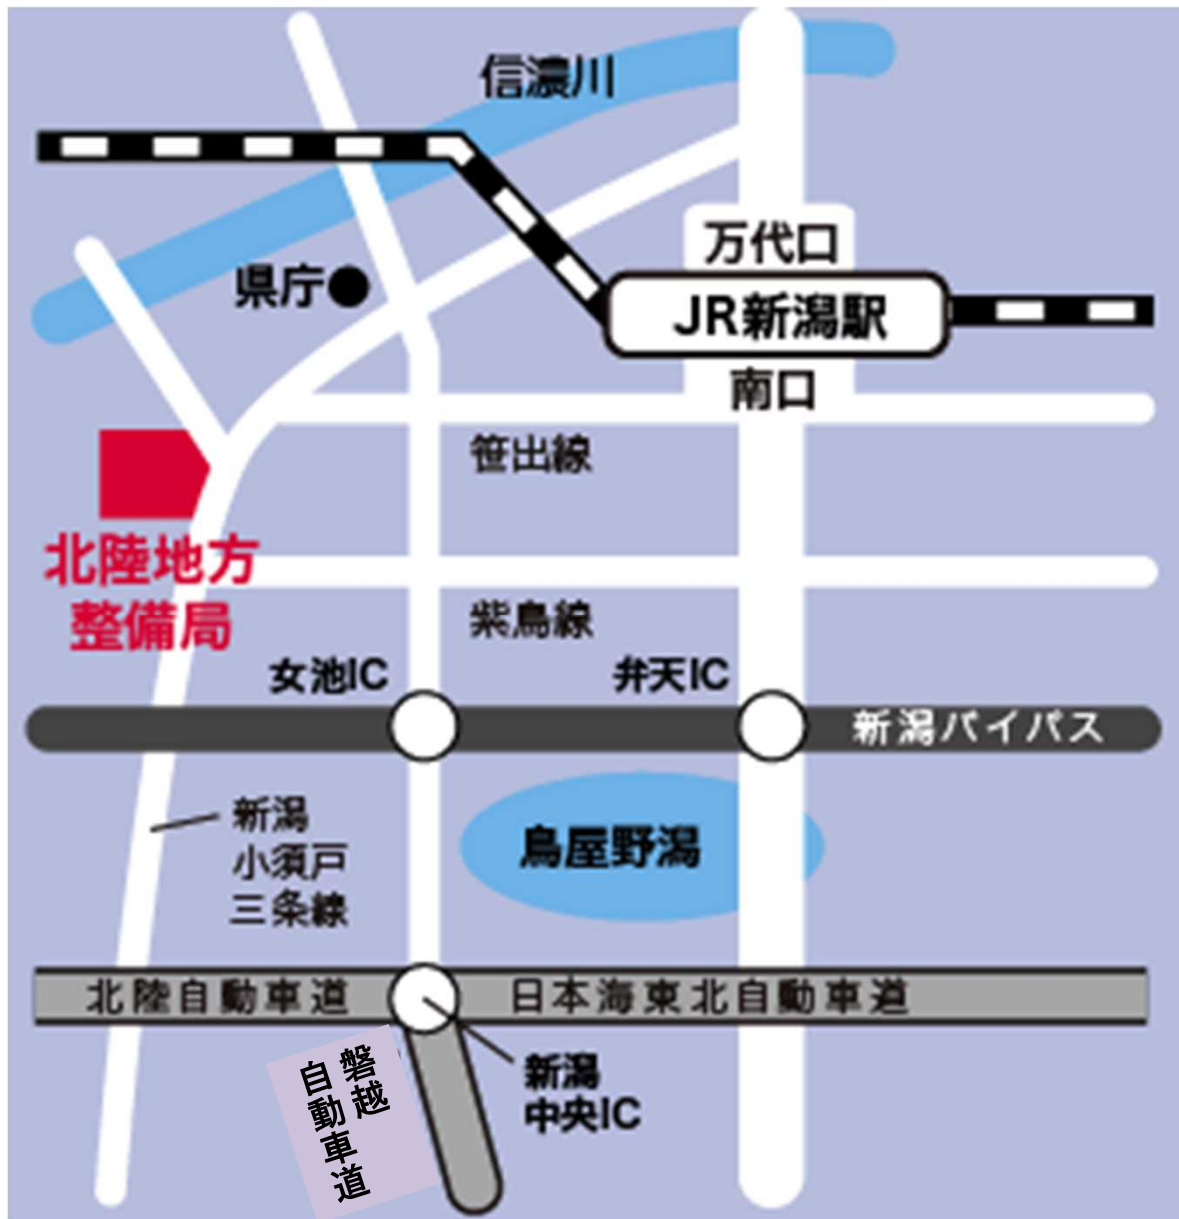 信濃川
県庁
万代口
JR新潟駅
南口
笹出線
北陸地方
整備局
紫鳥線
女池IC
弁天IC
新潟バイパス
新潟
小須戸
三条線
鳥屋野潟
北陸自動車道
日本海東北自動車道
磐越
自動車道
新潟
中央IC